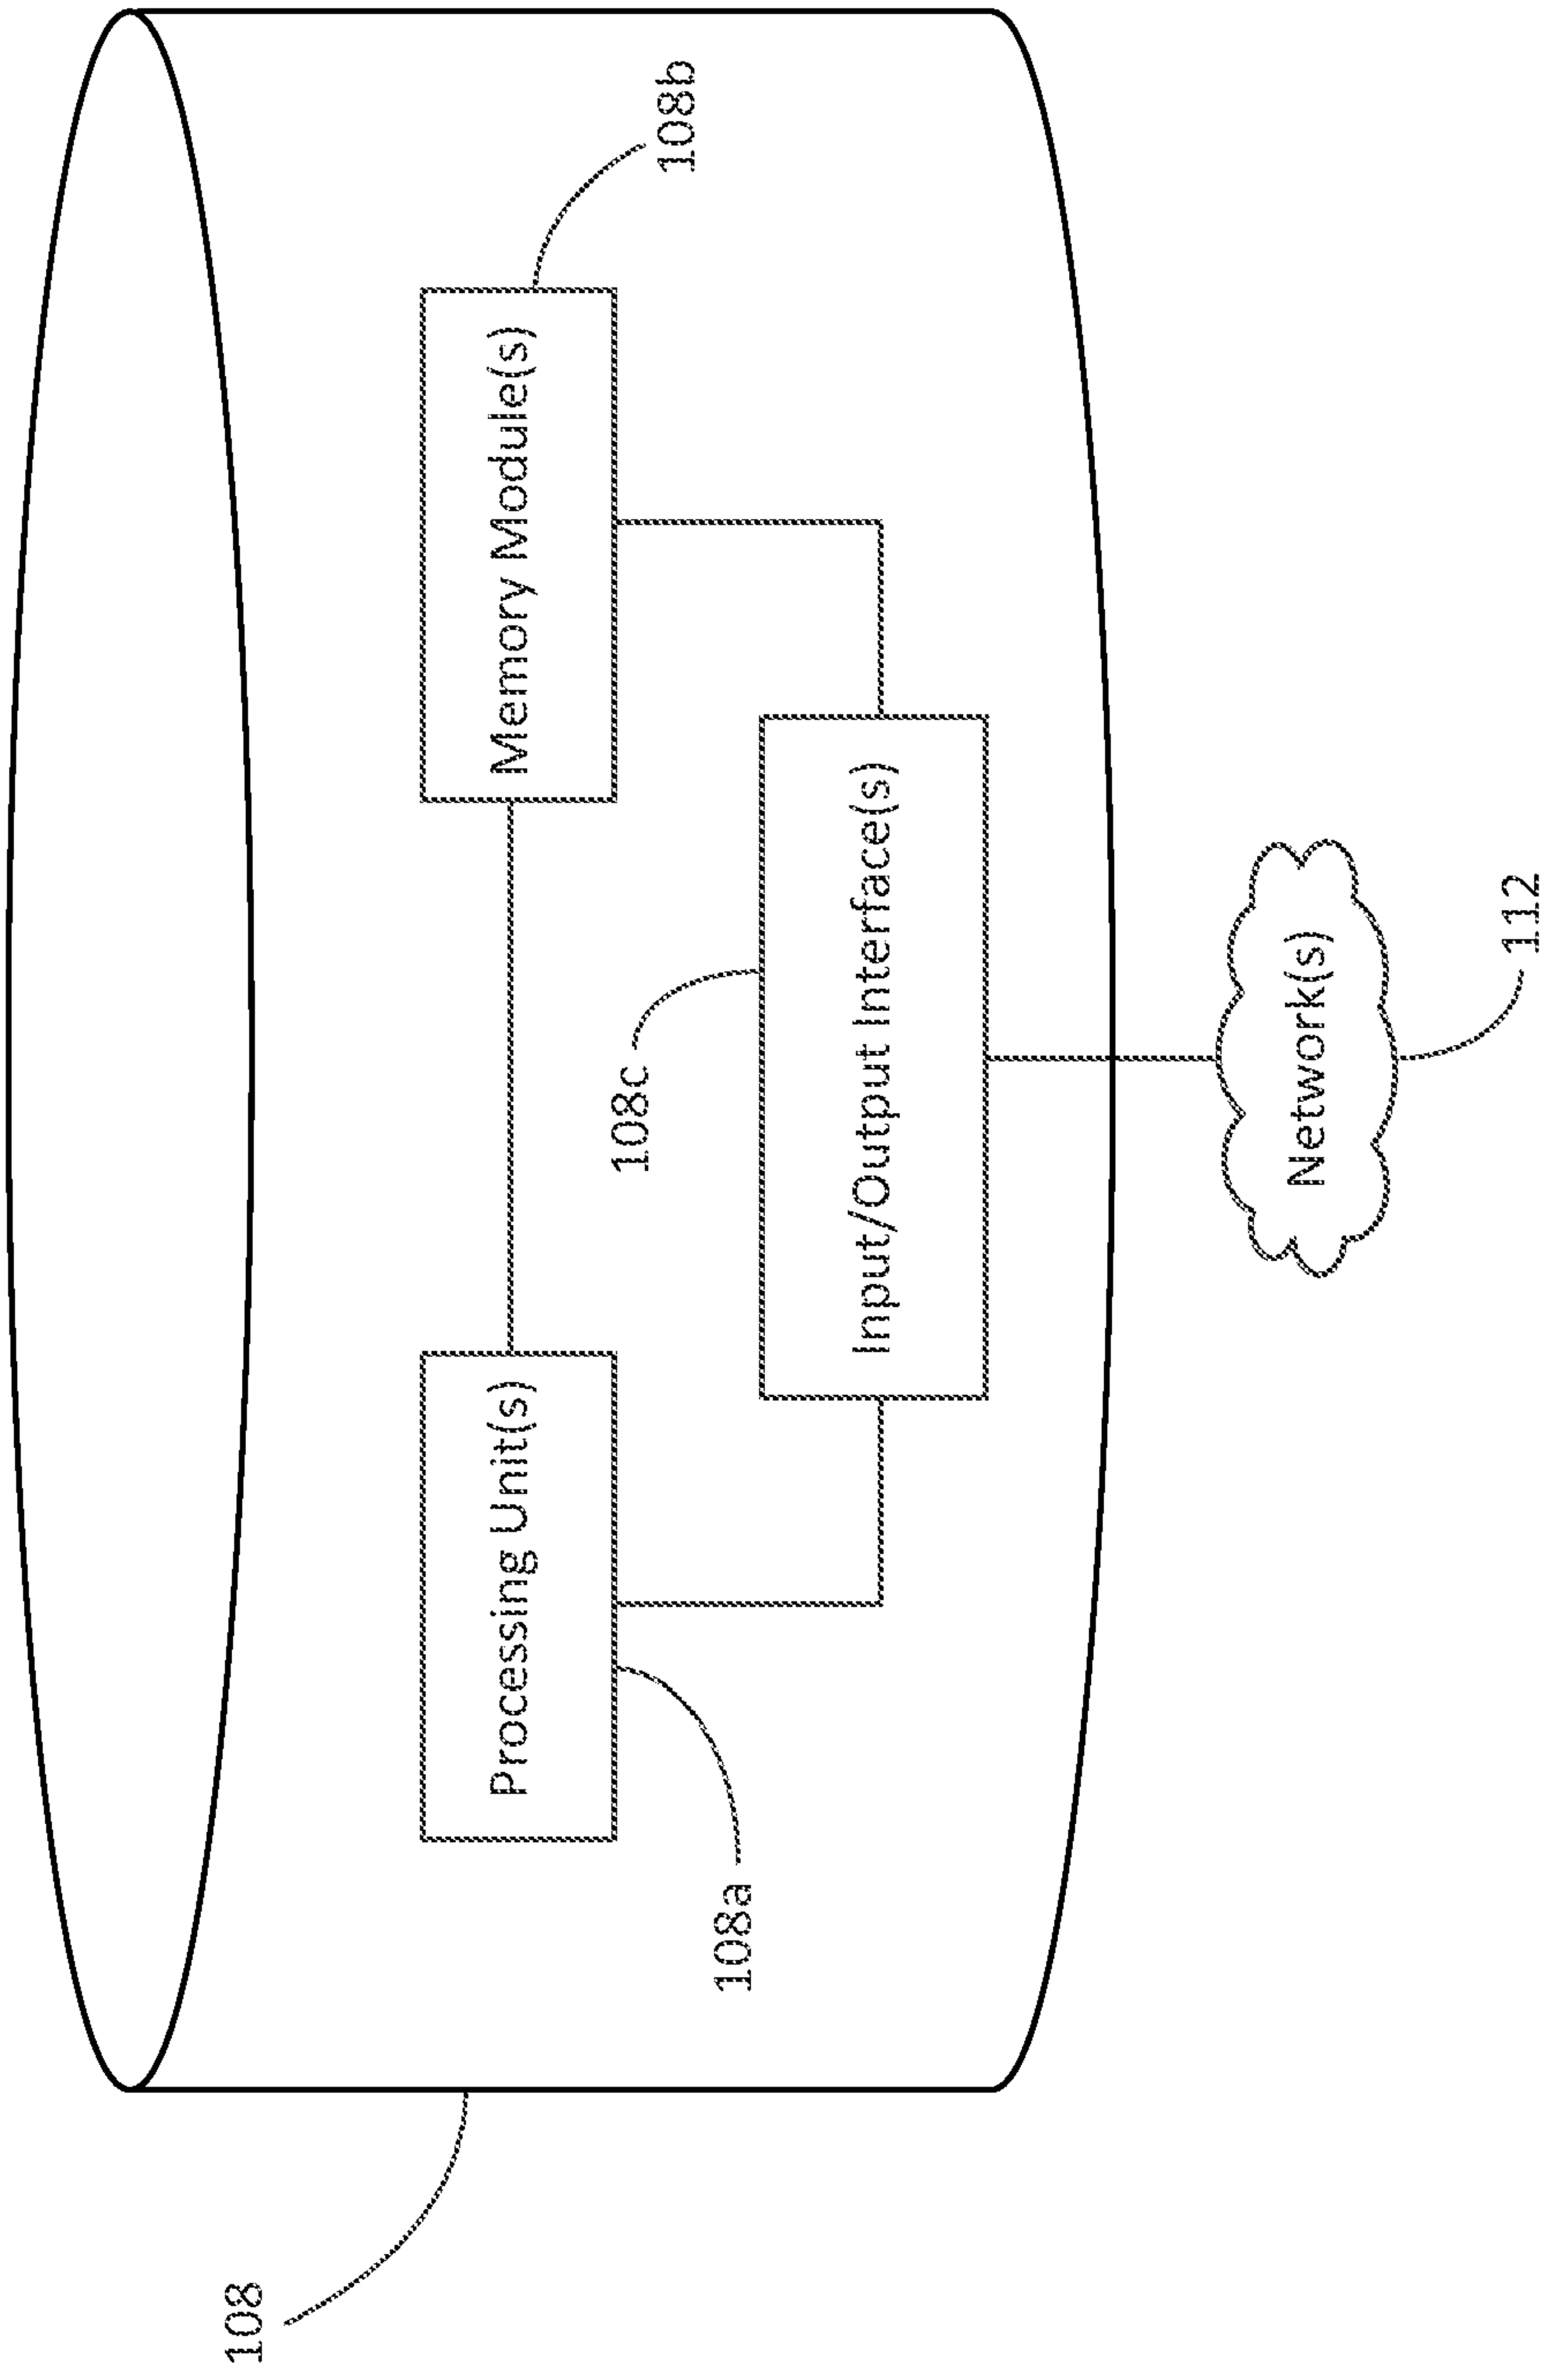 108
Processing Unit(s)
Memory Module(s)
108b
108a
108c
Input/Output Interface(s)
Network(s)
112